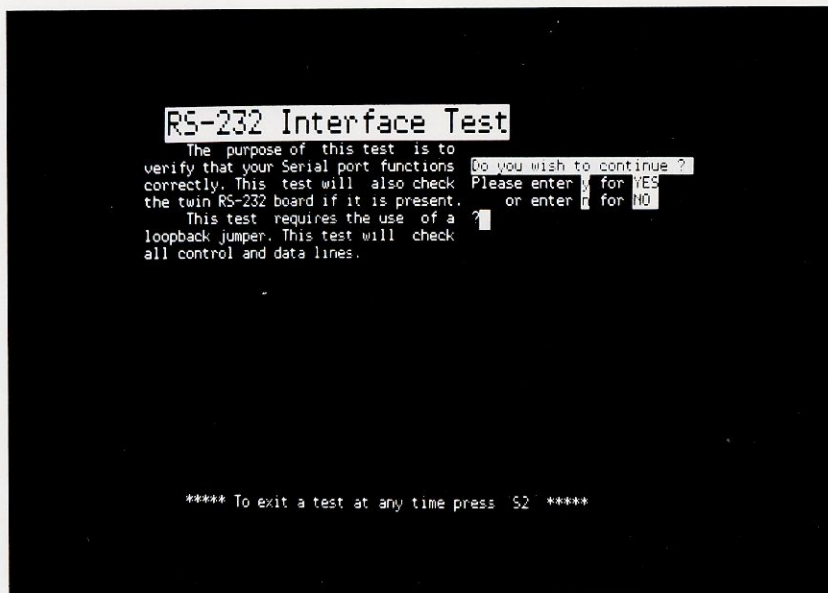 RS-232 Interface Test
The purpose of this test is to
verify that your Serial port functions
correctly. This test will also check
the twin RS-232 board if it is present.
This test requires the use of a
loopback jumper. This test will check
all control and data lines.
Do you wish to continue ?
Please enter y for YES
or enter n for NO
?
***** To exit a test at any time press `S2` *****